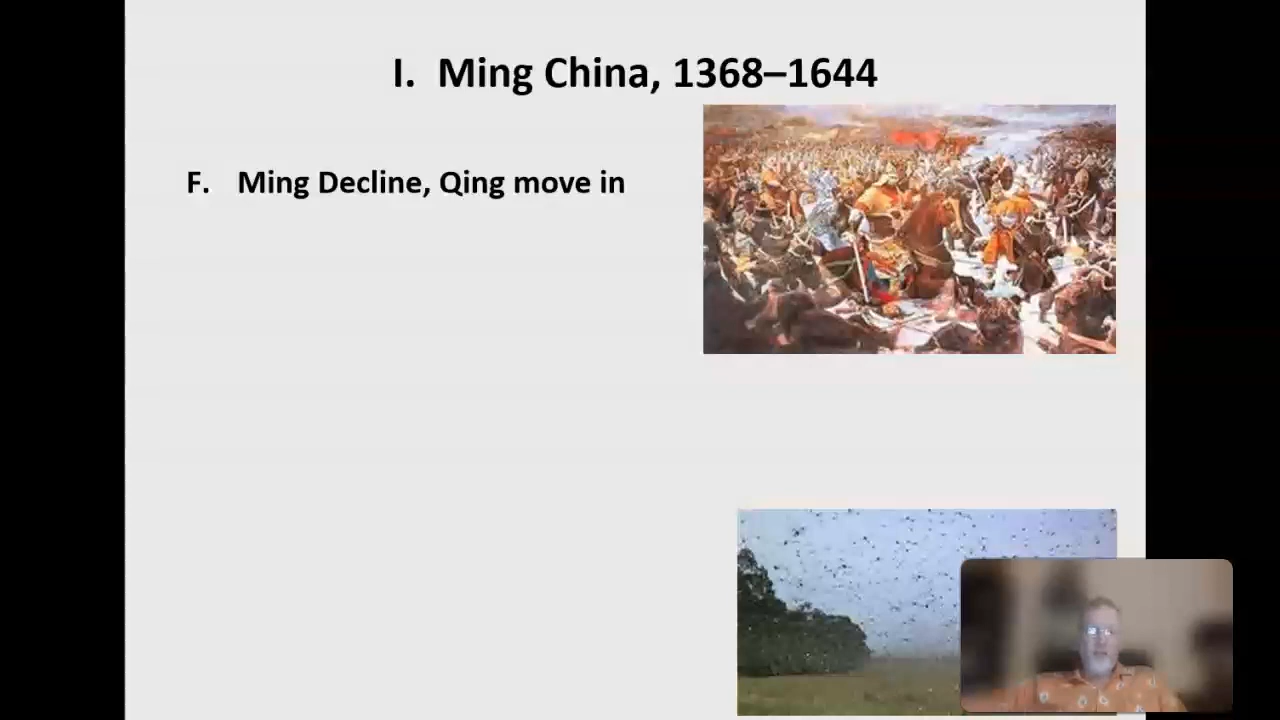 I. Ming China, 1368–1644
F. Ming Decline, Qing move in